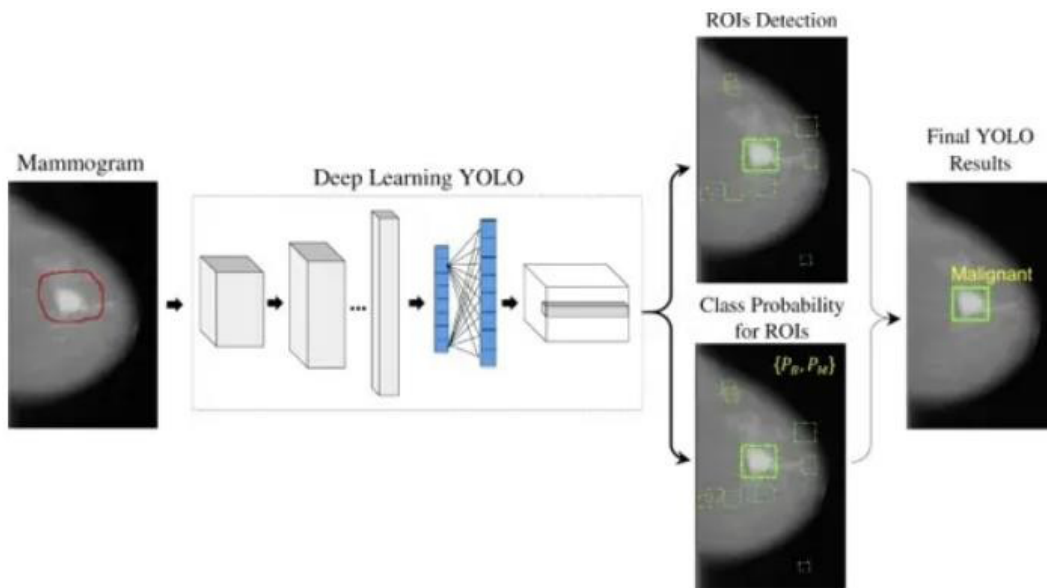 Mammogram
Deep Learning YOLO
...
ROIs Detection
Class Probability
for ROIs
{P_B, P_M}
Final YOLO
Results
Malignant